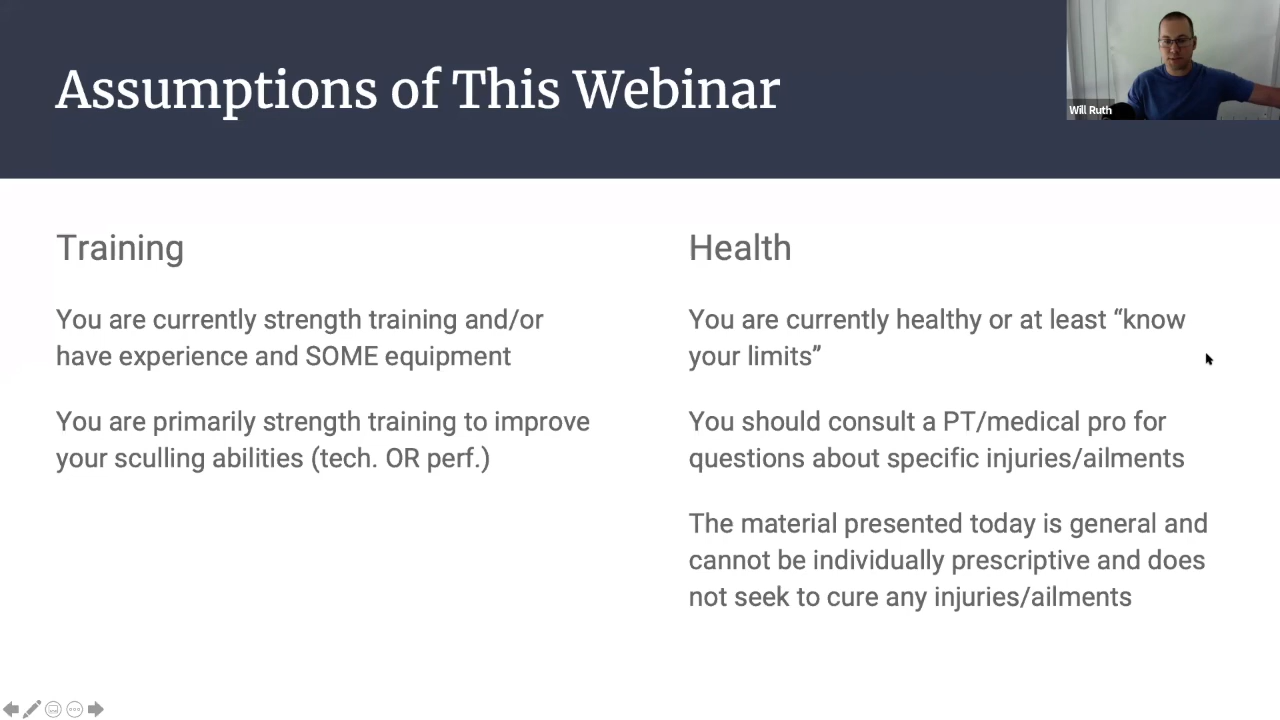 Assumptions of This Webinar
Will Ruth
Training
You are currently strength training and/or
have experience and SOME equipment
You are primarily strength training to improve
your sculling abilities (tech. OR perf.)
Health
You are currently healthy or at least “know
your limits”
You should consult a PT/medical pro for
questions about specific injuries/ailments
The material presented today is general and
cannot be individually prescriptive and does
not seek to cure any injuries/ailments